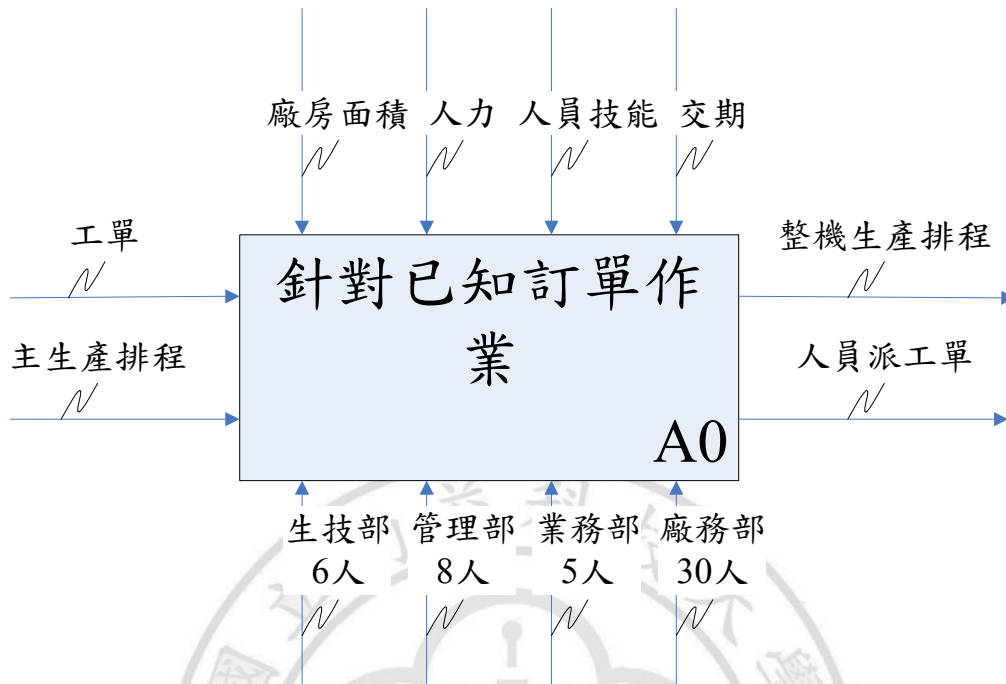 廠房面積 人力 人員技能 交期
工單
整機生產排程
針對已知訂單作
業
主生產排程
人員派工單
A0
生技部 管理部 業務部 廠務部
6人 8人 5人 30人